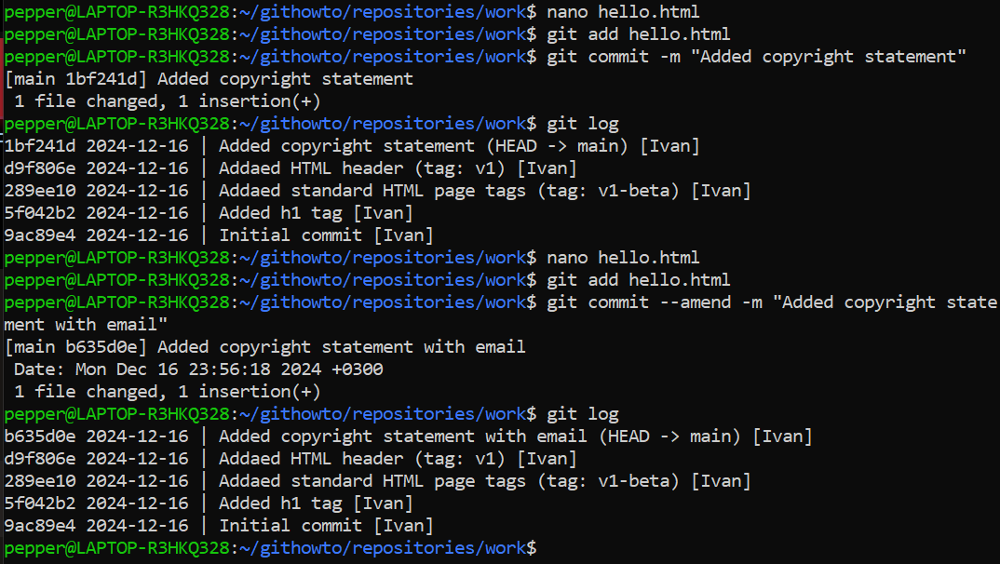 pepper@LAPTOP-R3HKQ328:~/githowto/repositories/work$ nano hello.html
pepper@LAPTOP-R3HKQ328:~/githowto/repositories/work$ git add hello.html
pepper@LAPTOP-R3HKQ328:~/githowto/repositories/work$ git commit -m "Added copyright statement"
[main 1bf241d] Added copyright statement
 1 file changed, 1 insertion(+)
pepper@LAPTOP-R3HKQ328:~/githowto/repositories/work$ git log
1bf241d 2024-12-16 | Added copyright statement (HEAD -> main) [Ivan]
d9f806e 2024-12-16 | Addaed HTML header (tag: v1) [Ivan]
289ee10 2024-12-16 | Addaed standard HTML page tags (tag: v1-beta) [Ivan]
5f042b2 2024-12-16 | Added h1 tag [Ivan]
9ac89e4 2024-12-16 | Initial commit [Ivan]
pepper@LAPTOP-R3HKQ328:~/githowto/repositories/work$ nano hello.html
pepper@LAPTOP-R3HKQ328:~/githowto/repositories/work$ git add hello.html
pepper@LAPTOP-R3HKQ328:~/githowto/repositories/work$ git commit --amend -m "Added copyright state
ment with email"
[main b635d0e] Added copyright statement with email
 Date: Mon Dec 16 23:56:18 2024 +0300
 1 file changed, 1 insertion(+)
pepper@LAPTOP-R3HKQ328:~/githowto/repositories/work$ git log
b635d0e 2024-12-16 | Added copyright statement with email (HEAD -> main) [Ivan]
d9f806e 2024-12-16 | Addaed HTML header (tag: v1) [Ivan]
289ee10 2024-12-16 | Addaed standard HTML page tags (tag: v1-beta) [Ivan]
5f042b2 2024-12-16 | Added h1 tag [Ivan]
9ac89e4 2024-12-16 | Initial commit [Ivan]
pepper@LAPTOP-R3HKQ328:~/githowto/repositories/work$